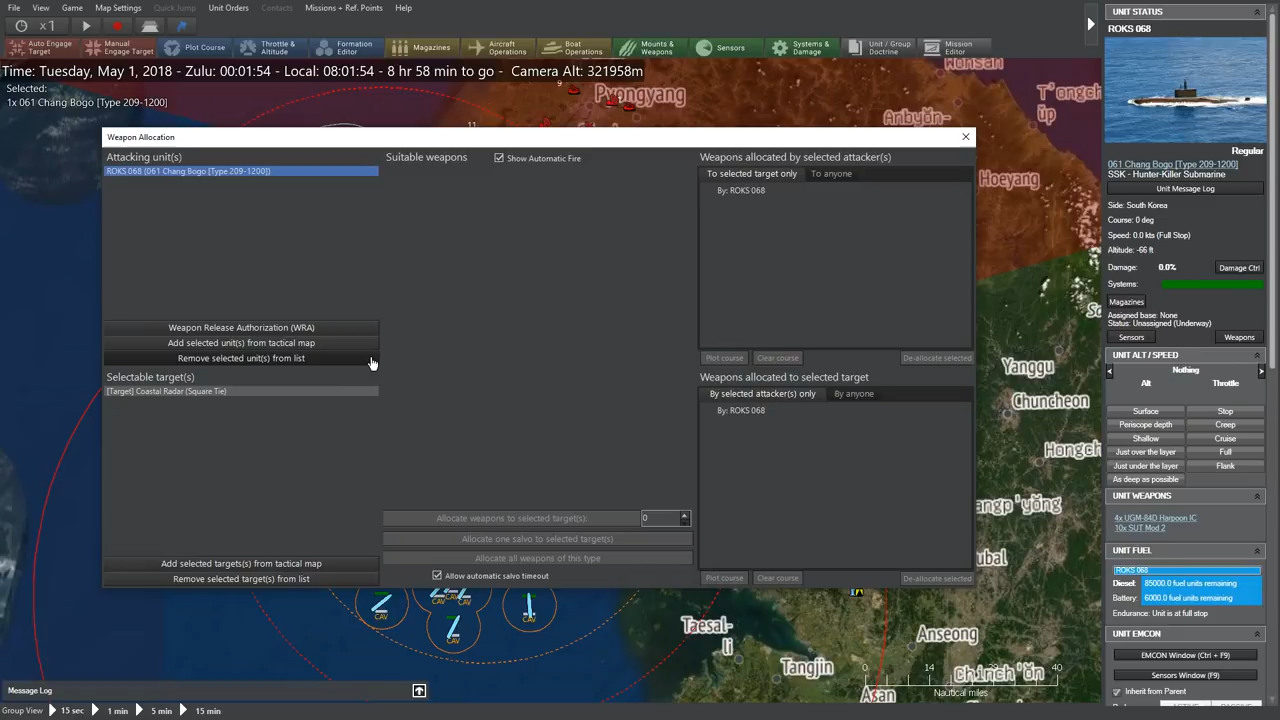 File View Game Map Settings Quick Jump Unit Orders Contacts Missions + Ref. Points Help
×1
Auto Engage Target
Manual Engage Target
Plot Course
Throttle & Altitude
Formation Editor
Magazines
Aircraft Operations
Boat Operations
Mounts & Weapons
Sensors
Systems & Damage
Unit / Group Doctrine
Mission Editor
Time: Tuesday, May 1, 2018 - Zulu: 00:01:54 - Local: 08:01:54 - 8 hr 58 min to go - Camera Alt: 321958m
Selected:
1x 061 Chang Bogo [Type 209-1200]
9
Pyongyang
11
Wonsan
T'ongch
ŭp
Anbyŏn-
Hoeyang
Yanggu
Chuncheon
Hongch
angp'yŏng
ubal
Anseong
Taesal-
li
Tangjin
Chinch'ŏn
Asan
CAV
CAV
CAV
CAV
0 14 40
Nautical miles
Weapon Allocation
Attacking unit(s)
ROKS 068 (061 Chang Bogo [Type 209-1200])
Weapon Release Authorization (WRA)
Add selected unit(s) from tactical map
Remove selected unit(s) from list
Selectable target(s)
[Target] Coastal Radar (Square Tie)
Add selected targets(s) from tactical map
Remove selected target(s) from list
Suitable weapons
Show Automatic Fire
Allocate weapons to selected target(s): 0
Allocate one salvo to selected target(s)
Allocate all weapons of this type
Allow automatic salvo timeout
Weapons allocated by selected attacker(s)
To selected target only To anyone
By: ROKS 068
Plot course Clear course De-allocate selected
Weapons allocated to selected target
By selected attacker(s) only By anyone
By: ROKS 068
Plot course Clear course De-allocate selected
UNIT STATUS
ROKS 068
Regular
061 Chang Bogo [Type 209-1200]
SSK - Hunter-Killer Submarine
Unit Message Log
Side: South Korea
Course: 0 deg
Speed: 0.0 kts (Full Stop)
Altitude: -66 ft
Damage: 0.0% Damage Ctrl
Systems:
Magazines
Assigned base: None
Status: Unassigned (Underway)
Sensors Weapons
UNIT ALT / SPEED
Nothing
Alt Throttle
Surface Stop
Periscope depth Creep
Shallow Cruise
Just over the layer Full
Just under the layer Flank
As deep as possible
UNIT WEAPONS
4x UGM-84D Harpoon IC
10x SUT Mod 2
UNIT FUEL
ROKS 068
Diesel: 85000.0 fuel units remaining
Battery: 6000.0 fuel units remaining
Endurance: Unit is at full stop
UNIT EMCON
EMCON Window (Ctrl + F9)
Sensors Window (F9)
Inherit from Parent
Message Log
Group View 15 sec 1 min 5 min 15 min